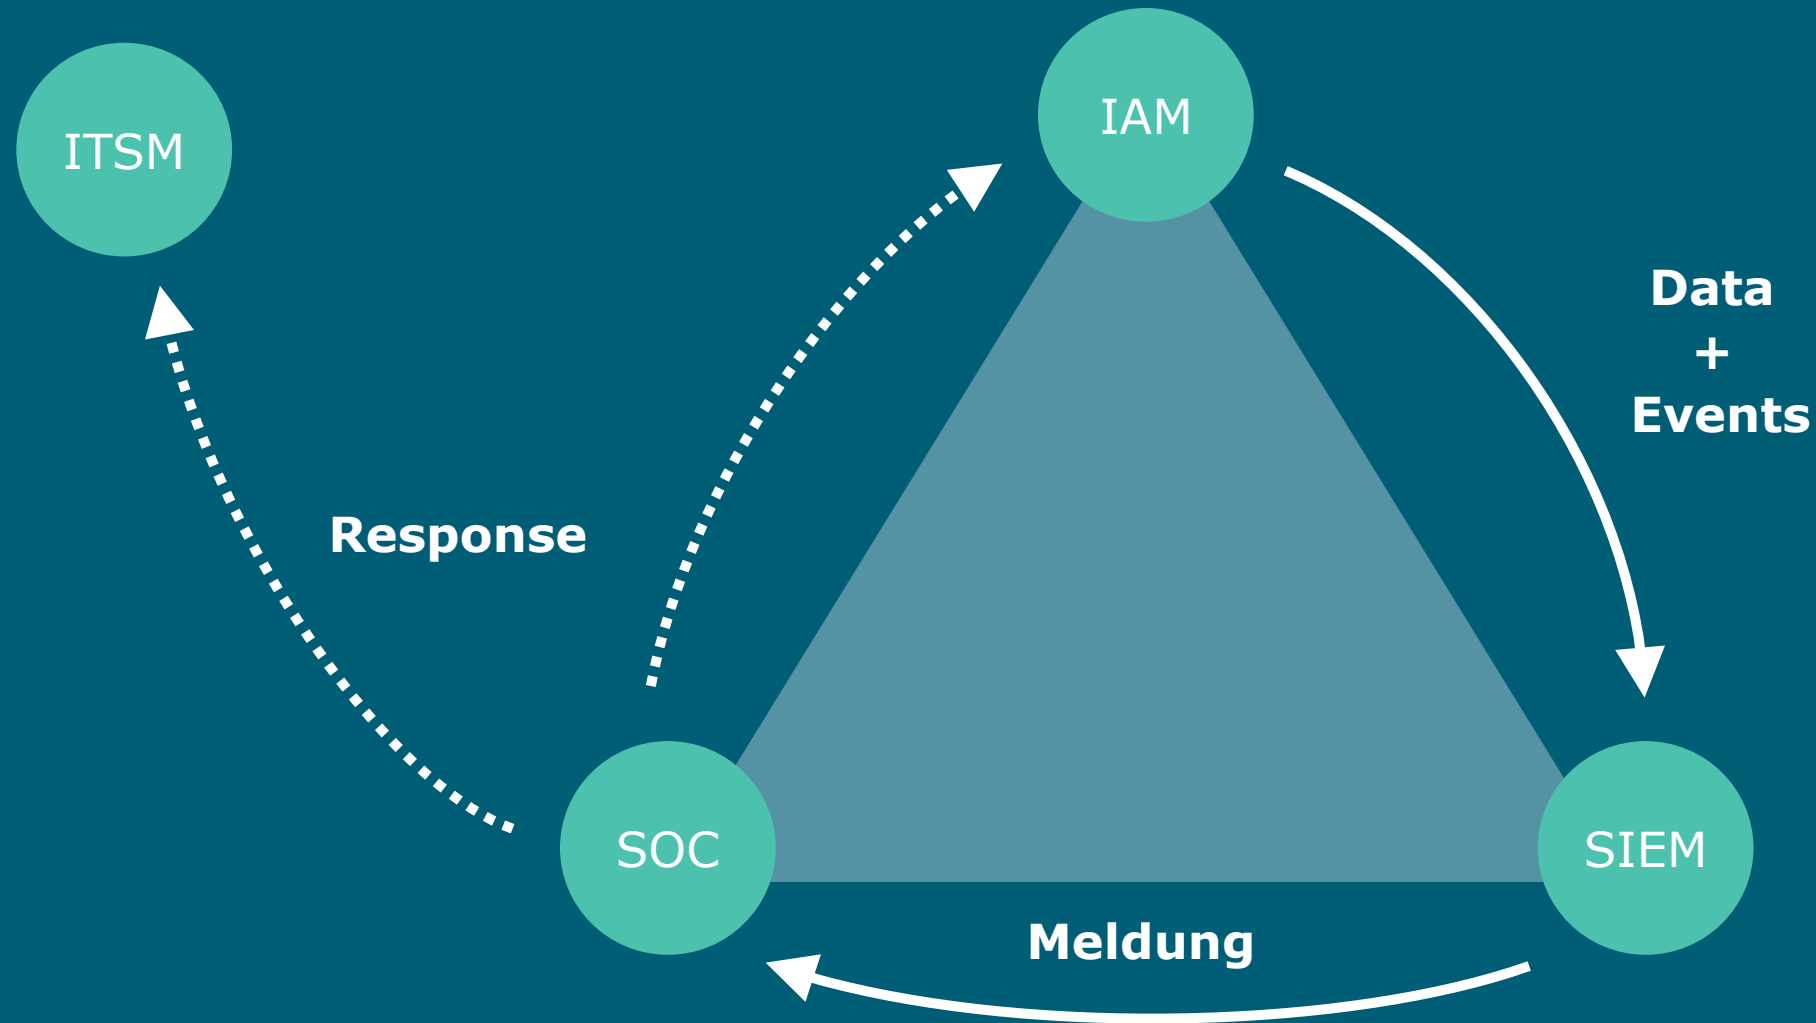 ITSM
IAM
Data
+
Events
Response
SOC
SIEM
Meldung